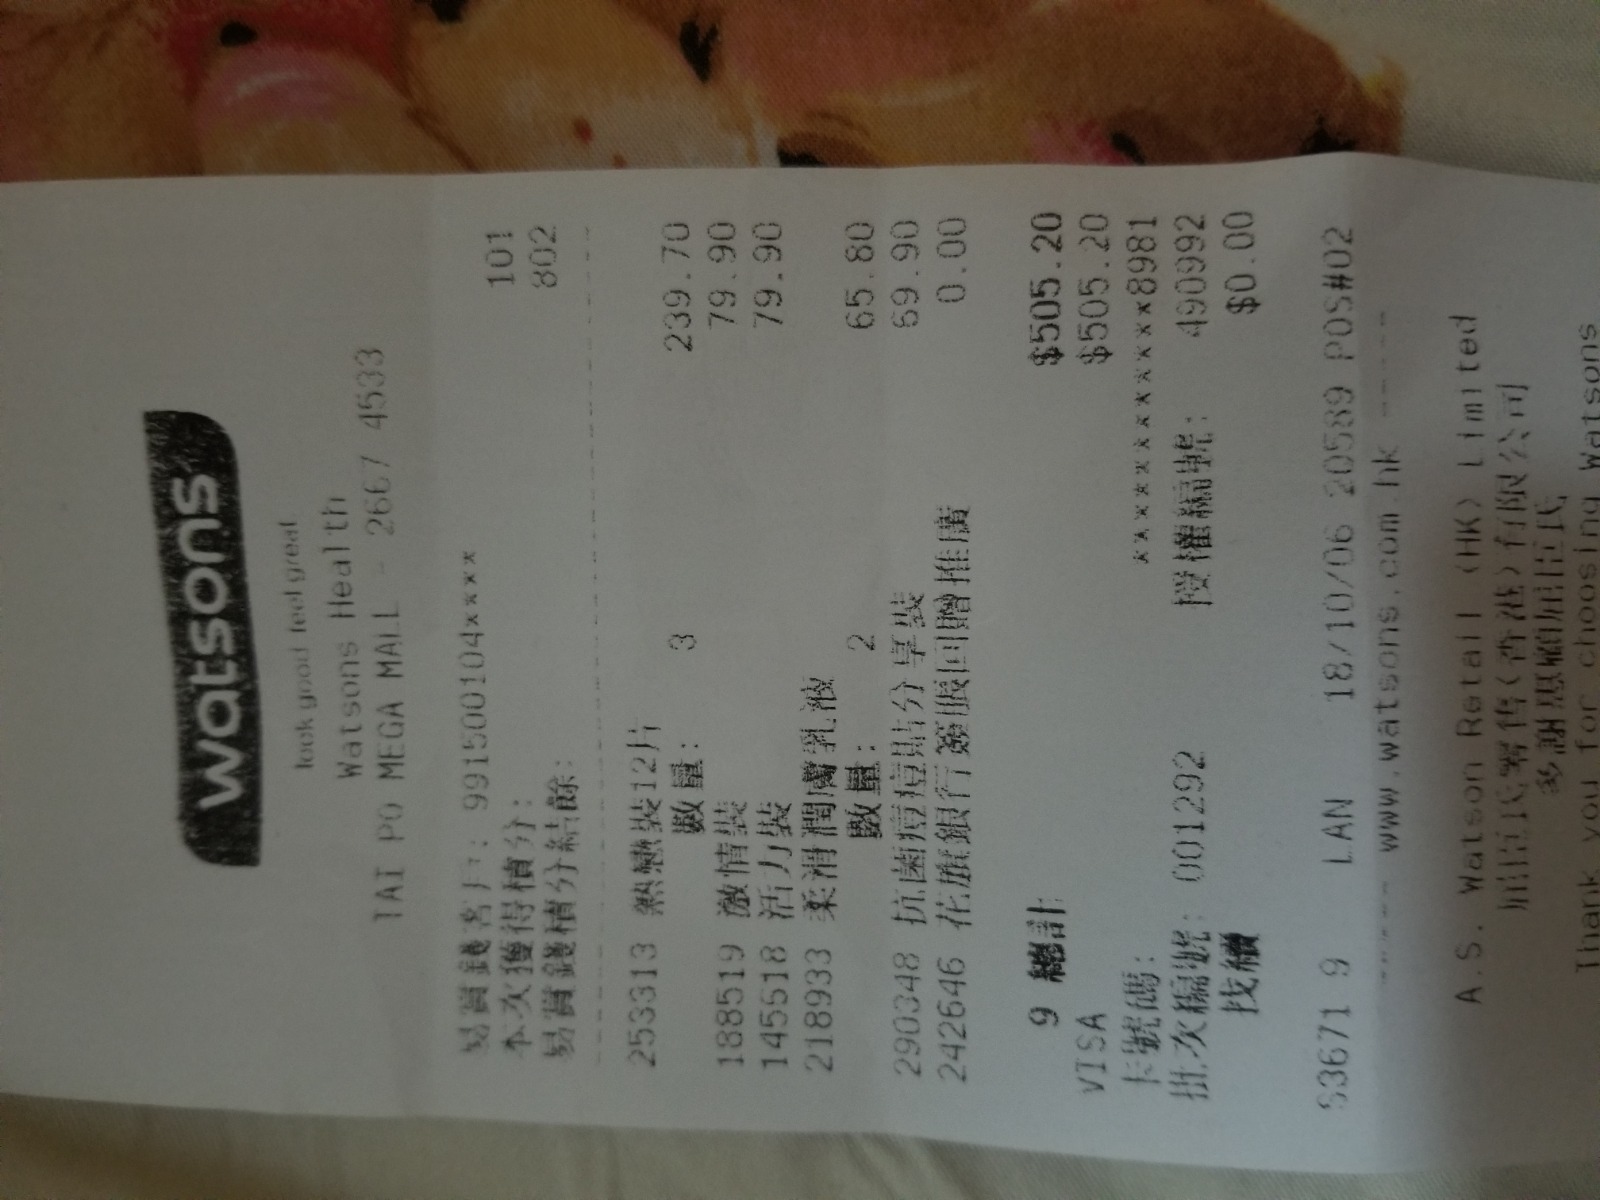 watsons
look good feel great
Watsons Health
TAI PO MEGA MALL - 2667 4533
易賞錢客戶: 991500104****
本次獲得積分: 101
易賞錢積分結餘: 802
253313 熱戀裝12片
數量: 3 239.70
188519 激情裝 79.90
145518 活力裝 79.90
218933 柔滑潤膚乳液
數量: 2 65.80
290348 抗菌痘痘貼分享裝 69.90
242646 花旗銀行簽賬回贈推廣 0.00
9 總計 $505.20
VISA $505.20
卡號碼: ************8981
批次編號: 001292 授權編號: 490992
找續 $0.00
S3671 9 LAN 18/10/06 20589 POS#02
----- www.watsons.com.hk -----
A.S. Watson Retail (HK) Limited
屈臣氏零售(香港)有限公司
多謝惠顧屈臣氏
Thank you for choosing Watsons